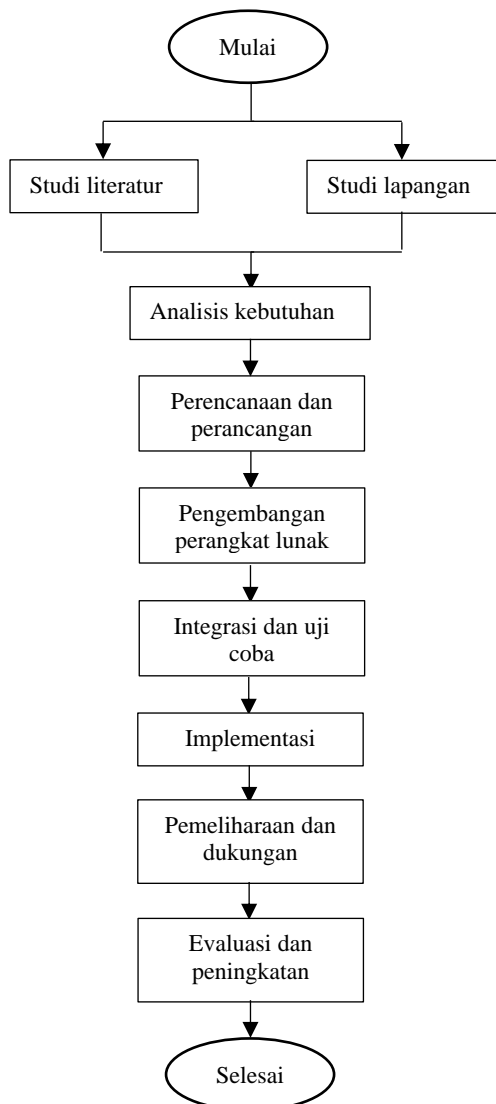 Mulai
Studi literatur
Studi lapangan
Analisis kebutuhan
Perencanaan dan
perancangan
Pengembangan
perangkat lunak
Integrasi dan uji
coba
Implementasi
Pemeliharaan dan
dukungan
Evaluasi dan
peningkatan
Selesai